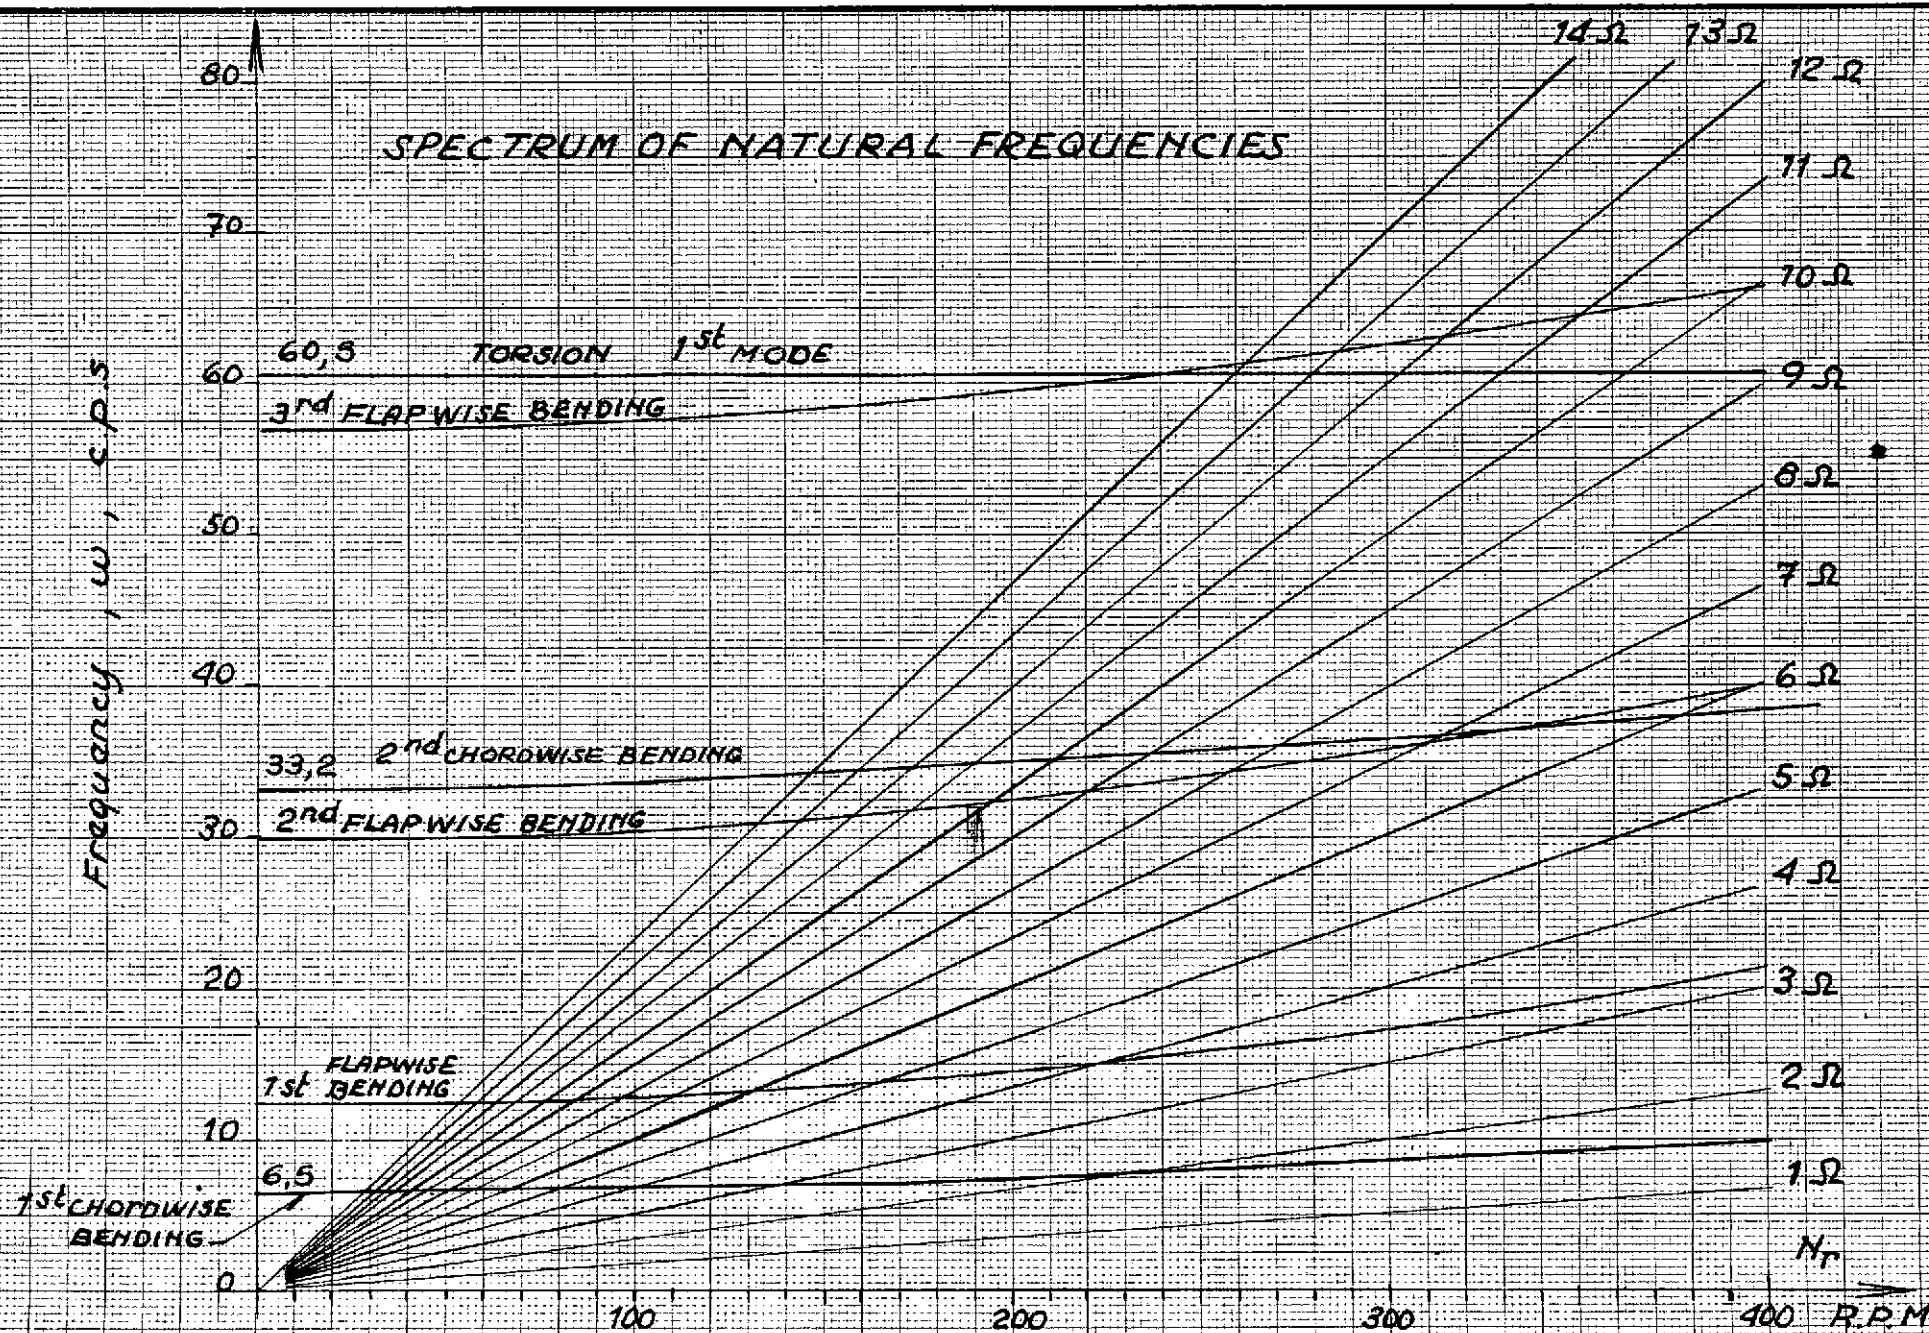 14 Ω 13 Ω
12 Ω
80
SPECTRUM OF NATURAL FREQUENCIES
11 Ω
70
10 Ω
60,5 TORSION 1st MODE
60
9 Ω
3rd FLAPWISE BENDING
8 Ω
50
7 Ω
Frequency, ω, c.p.s
40
6 Ω
33,2 2nd CHORDWISE BENDING
5 Ω
30
2nd FLAPWISE BENDING
4 Ω
20
3 Ω
FLAPWISE
1st BENDING
2 Ω
10
6,5
1 Ω
1st CHORDWISE
BENDING
Nr
0
100 200 300 400 R.P.M